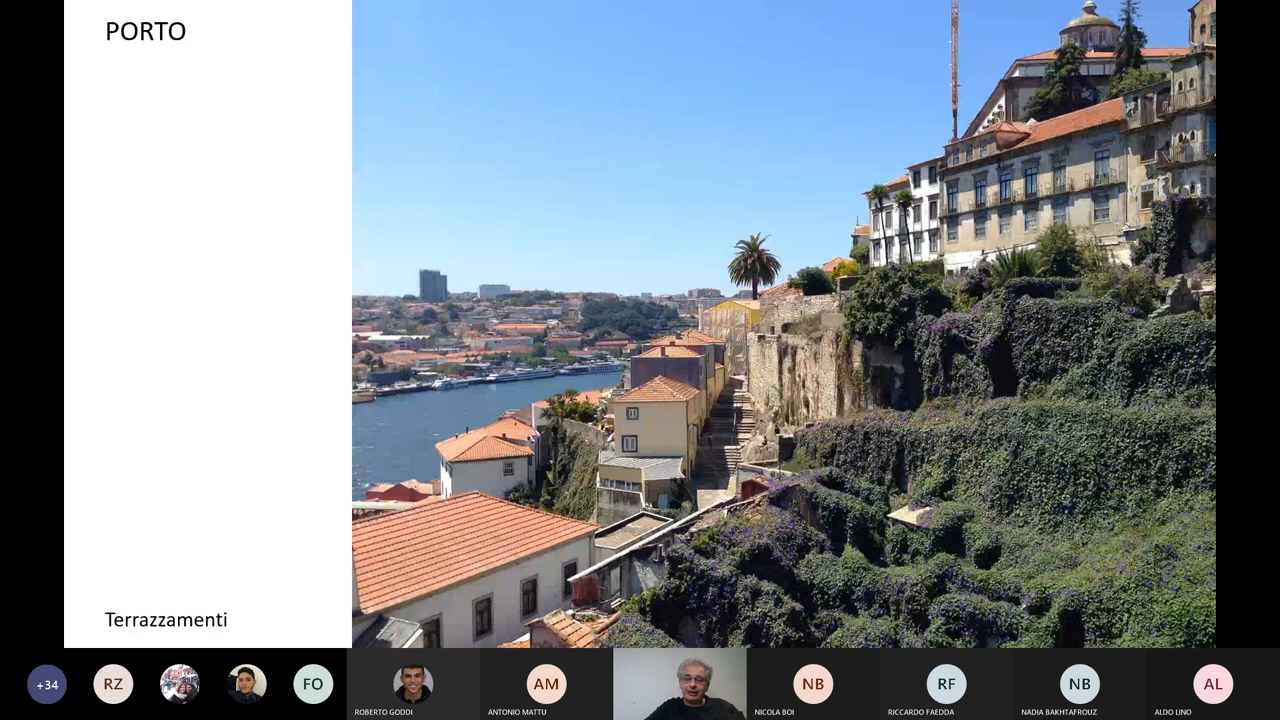 PORTO
Terrazzamenti
+34
RZ
FO
ROBERTO GODDI
AM
ANTONIO MATTU
NB
NICOLA BOI
RF
RICCARDO FAEDDA
NB
NADIA BAKHTAFROUZ
AL
ALDO LINO